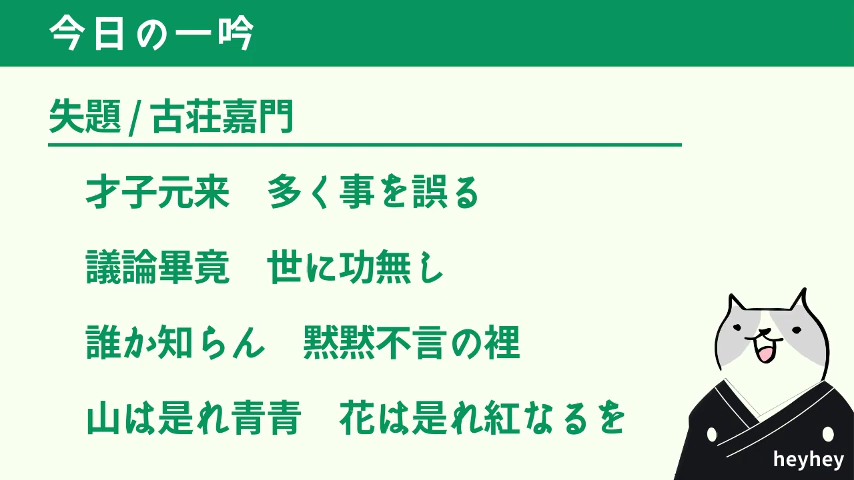 今日の一吟
失題 / 古荘嘉門
才子元来　多く事を誤る
議論畢竟　世に功無し
誰か知らん　黙黙不言の裡
山は是れ青青　花は是れ紅なるを
heyhey